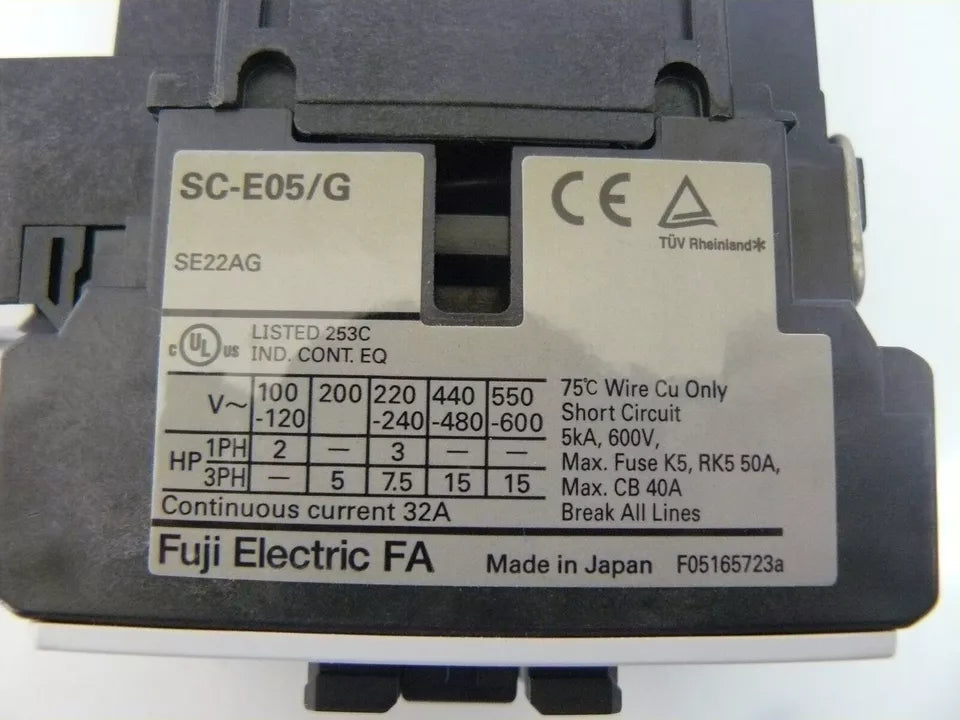 SC-E05/G
SE22AG
CE
TÜV Rheinland
C UL US LISTED 253C
IND. CONT. EQ
V~ 100-120 200 220-240 440-480 550-600
HP 1PH 2 — 3 — —
3PH — 5 7.5 15 15
Continuous current 32A
75℃ Wire Cu Only
Short Circuit
5kA, 600V,
Max. Fuse K5, RK5 50A,
Max. CB 40A
Break All Lines
Fuji Electric FA Made in Japan F05165723a